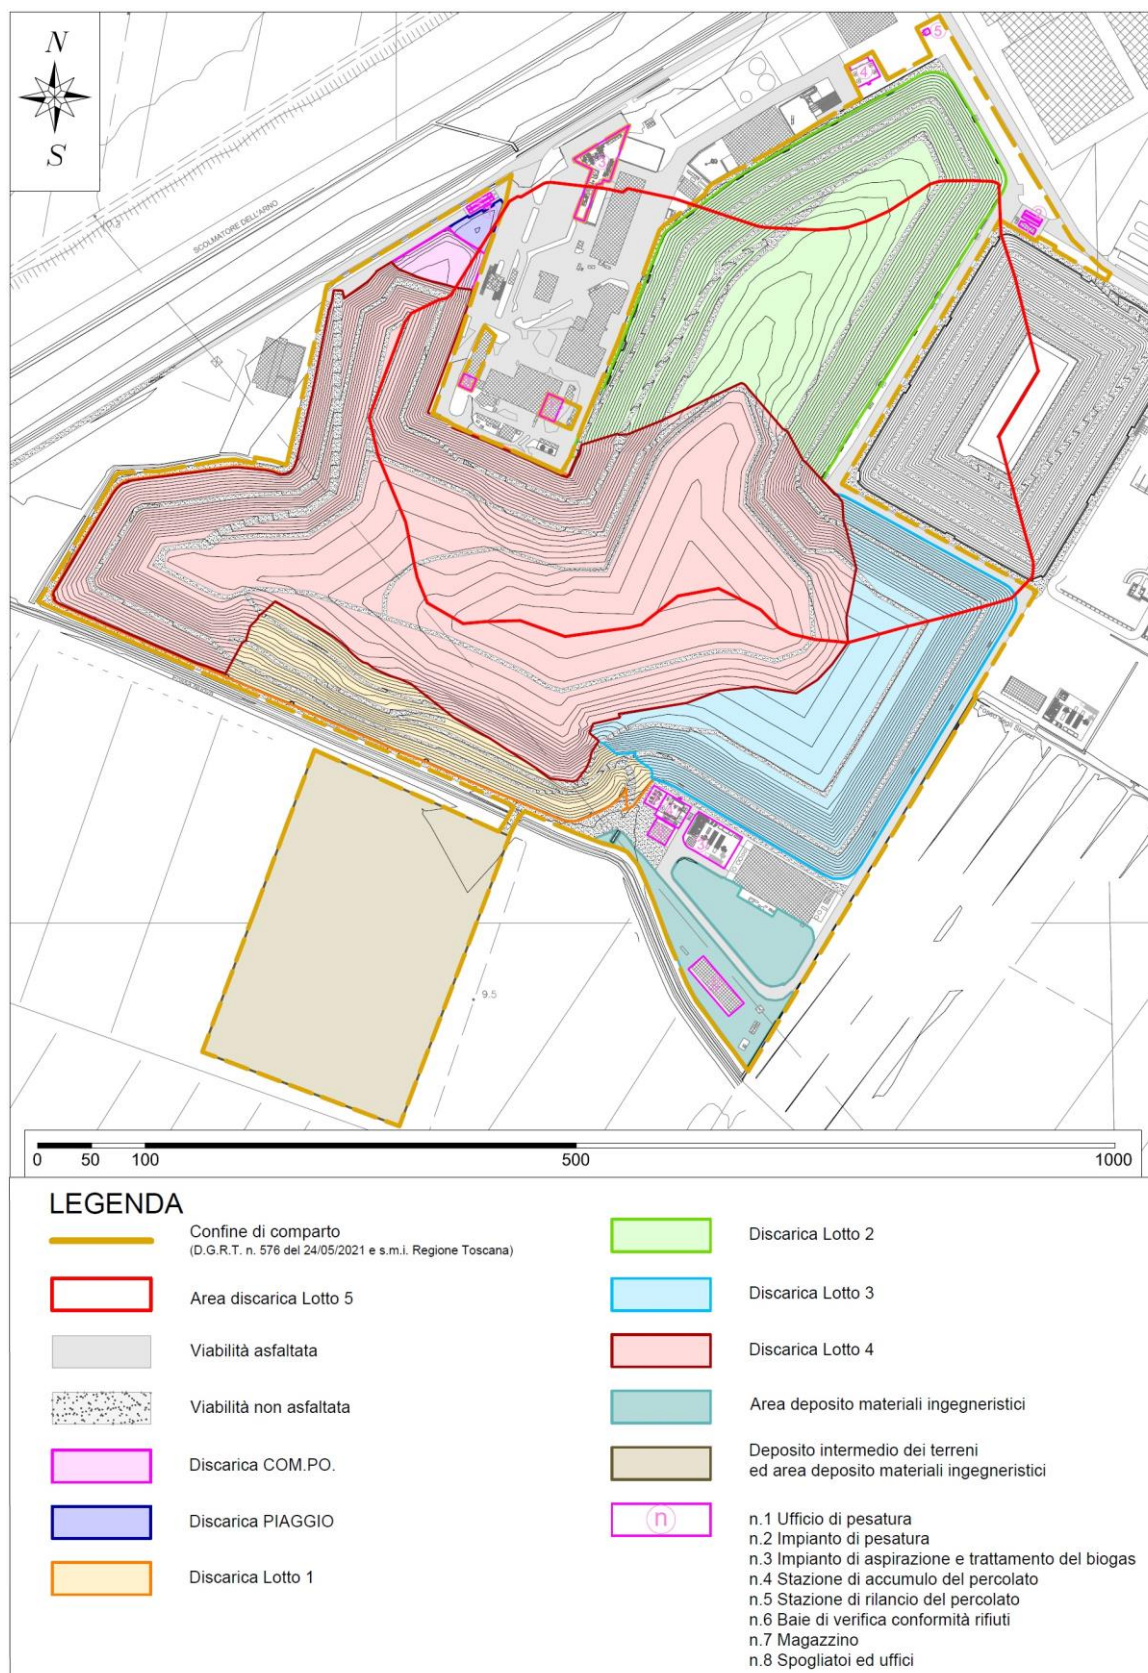 N
S
SCOLMATORE DELL'ARNO
5
4
3
9.5
0 50 100 500 1000
LEGENDA
Confine di comparto
(D.G.R.T. n. 576 del 24/05/2021 e s.m.i. Regione Toscana)
Area discarica Lotto 5
Viabilità asfaltata
Viabilità non asfaltata
Discarica COM.PO.
Discarica PIAGGIO
Discarica Lotto 1
Discarica Lotto 2
Discarica Lotto 3
Discarica Lotto 4
Area deposito materiali ingegneristici
Deposito intermedio dei terreni
ed area deposito materiali ingegneristici
n
n.1 Ufficio di pesatura
n.2 Impianto di pesatura
n.3 Impianto di aspirazione e trattamento del biogas
n.4 Stazione di accumulo del percolato
n.5 Stazione di rilancio del percolato
n.6 Baie di verifica conformità rifiuti
n.7 Magazzino
n.8 Spogliatoi ed uffici